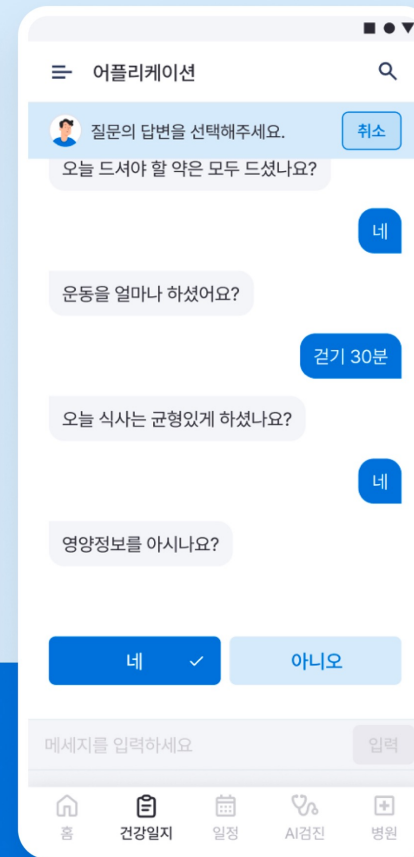 어플리케이션
질문의 답변을 선택해주세요.
취소
오늘 드셔야 할 약은 모두 드셨나요?
네
운동을 얼마나 하셨어요?
걷기 30분
오늘 식사는 균형있게 하셨나요?
네
영양정보를 아시나요?
네
아니오
메세지를 입력하세요
입력
홈
건강일지
일정
AI검진
병원